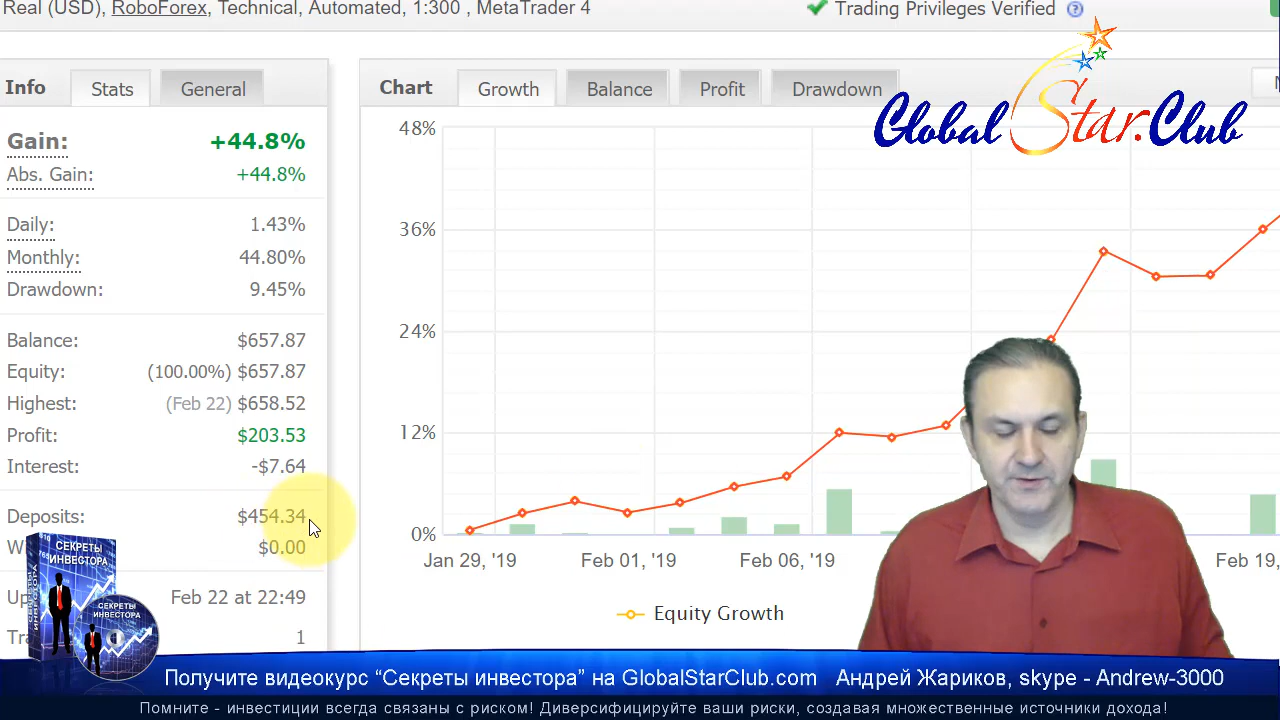 Real (USD), RoboForex, Technical, Automated, 1:300 , MetaTrader 4
Trading Privileges Verified ?
Global Star.Club
Info Stats General
Gain: +44.8%
Abs. Gain: +44.8%
Daily: 1.43%
Monthly: 44.80%
Drawdown: 9.45%
Balance: $657.87
Equity: (100.00%) $657.87
Highest: (Feb 22) $658.52
Profit: $203.53
Interest: -$7.64
Deposits: $454.34
$0.00
Feb 22 at 22:49
1
Chart Growth Balance Profit Drawdown
48%
36%
24%
12%
0%
Jan 29, '19 Feb 01, '19 Feb 06, '19 Feb 19,
Equity Growth
СЕКРЕТЫ
ИНВЕСТОРА
СЕКРЕТЫ ИНВЕСТОРА
СЕКРЕТЫ
ИНВЕСТОРА
Получите видеокурс “Секреты инвестора” на GlobalStarClub.com Андрей Жариков, skype - Andrew-3000
Помните - инвестиции всегда связаны с риском! Диверсифицируйте ваши риски, создавая множественные источники дохода!